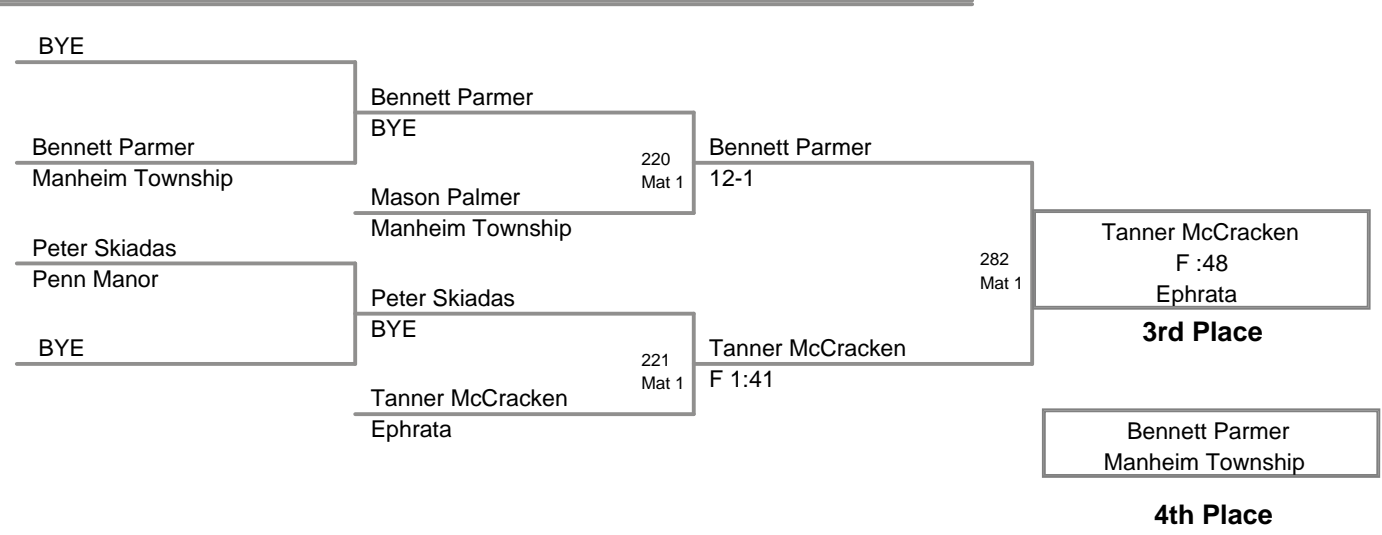 BYE
Bennett Parmer
BYE
Bennett Parmer
Manheim Township
220
Mat 1
Bennett Parmer
12-1
Mason Palmer
Manheim Township
Peter Skiadas
Penn Manor
282
Mat 1
Tanner McCracken
F :48
Ephrata
3rd Place
Peter Skiadas
BYE
BYE
221
Mat 1
Tanner McCracken
F 1:41
Tanner McCracken
Ephrata
Bennett Parmer
Manheim Township
4th Place